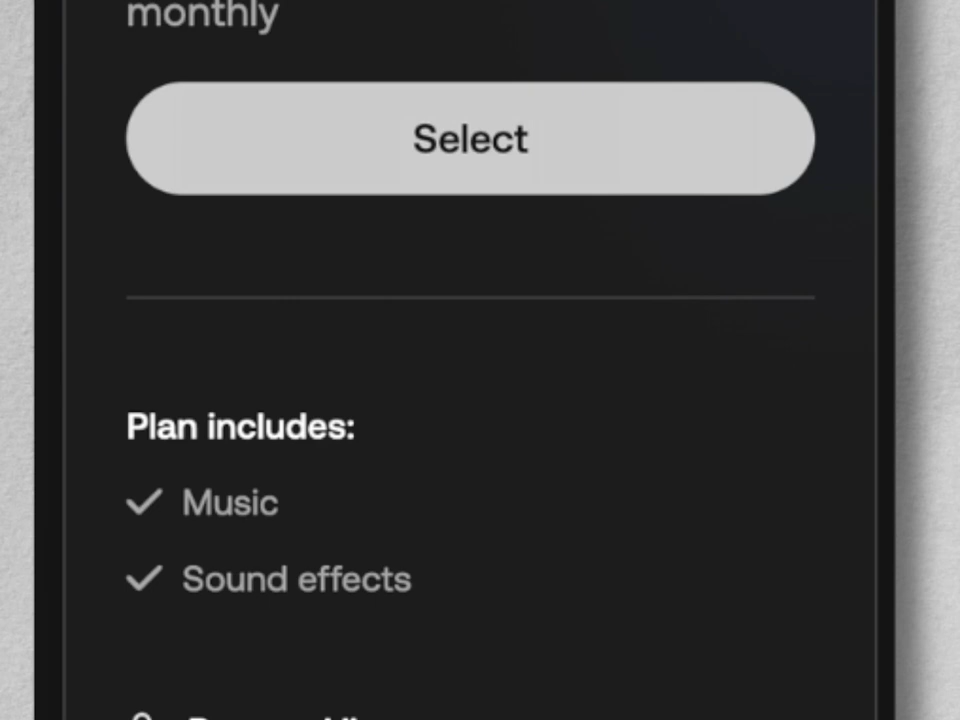 monthly
Select
Plan includes:
Music
Sound effects